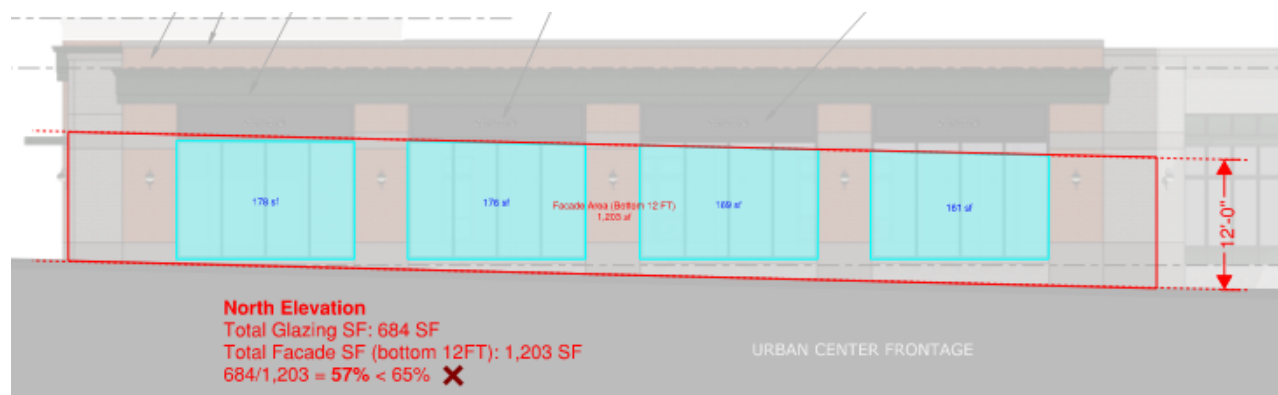 178 sf
176 sf
Facade Area (Bottom 12 FT)
1,203 sf
169 sf
161 sf
12'-0"
North Elevation
Total Glazing SF: 684 SF
Total Facade SF (bottom 12FT): 1,203 SF
684/1,203 = 57% < 65%
URBAN CENTER FRONTAGE